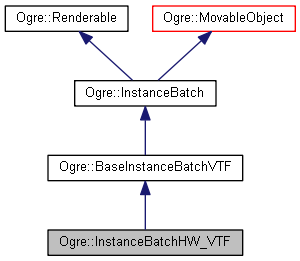 Ogre::Renderable
Ogre::MovableObject
Ogre::InstanceBatch
Ogre::BaseInstanceBatchVTF
Ogre::InstanceBatchHW_VTF